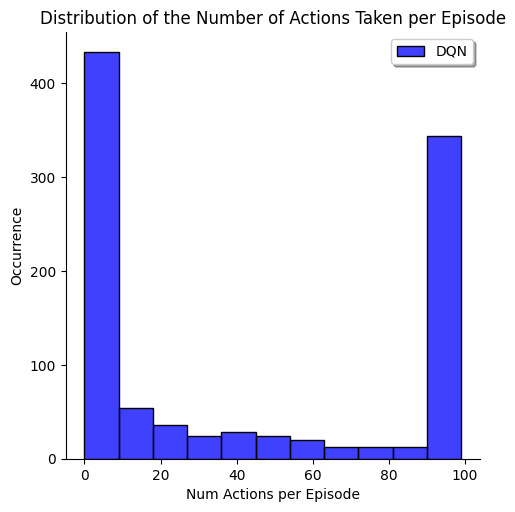 Distribution of the Number of Actions Taken per Episode
DQN
400
300
200
100
0
Occurrence
0 20 40 60 80 100
Num Actions per Episode